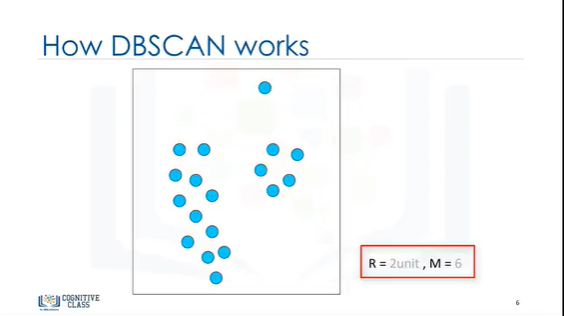 How DBSCAN works
R = 2unit , M = 6
COGNITIVE
CLASS
6